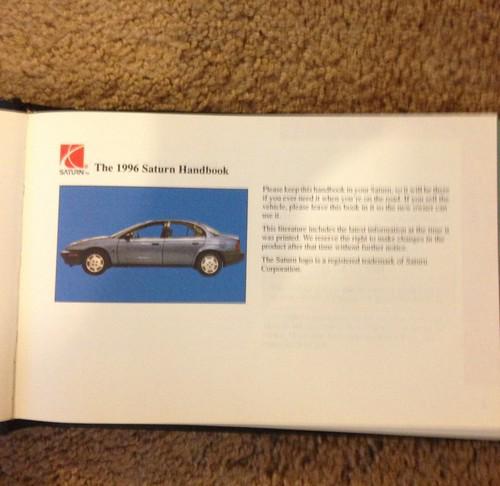 SATURN
The 1996 Saturn Handbook
Please keep this handbook in your Saturn, so it will be there
if you ever need it when you're on the road. If you sell the
vehicle, please leave this book in it so the new owner can
use it.
This literature includes the latest information at the time it
was printed. We reserve the right to make changes in the
product after that time without further notice.
The Saturn logo is a registered trademark of Saturn
Corporation.